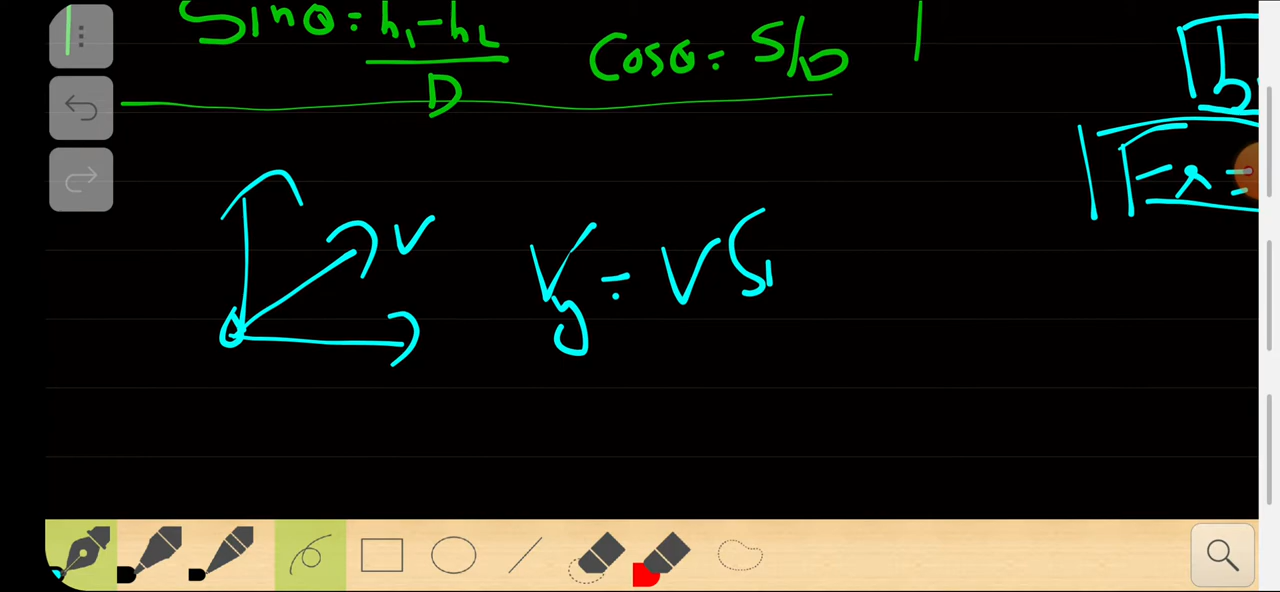 Sinθ = h₁ - h₂ / D    Cosθ = S/D
V
Vy = V Si